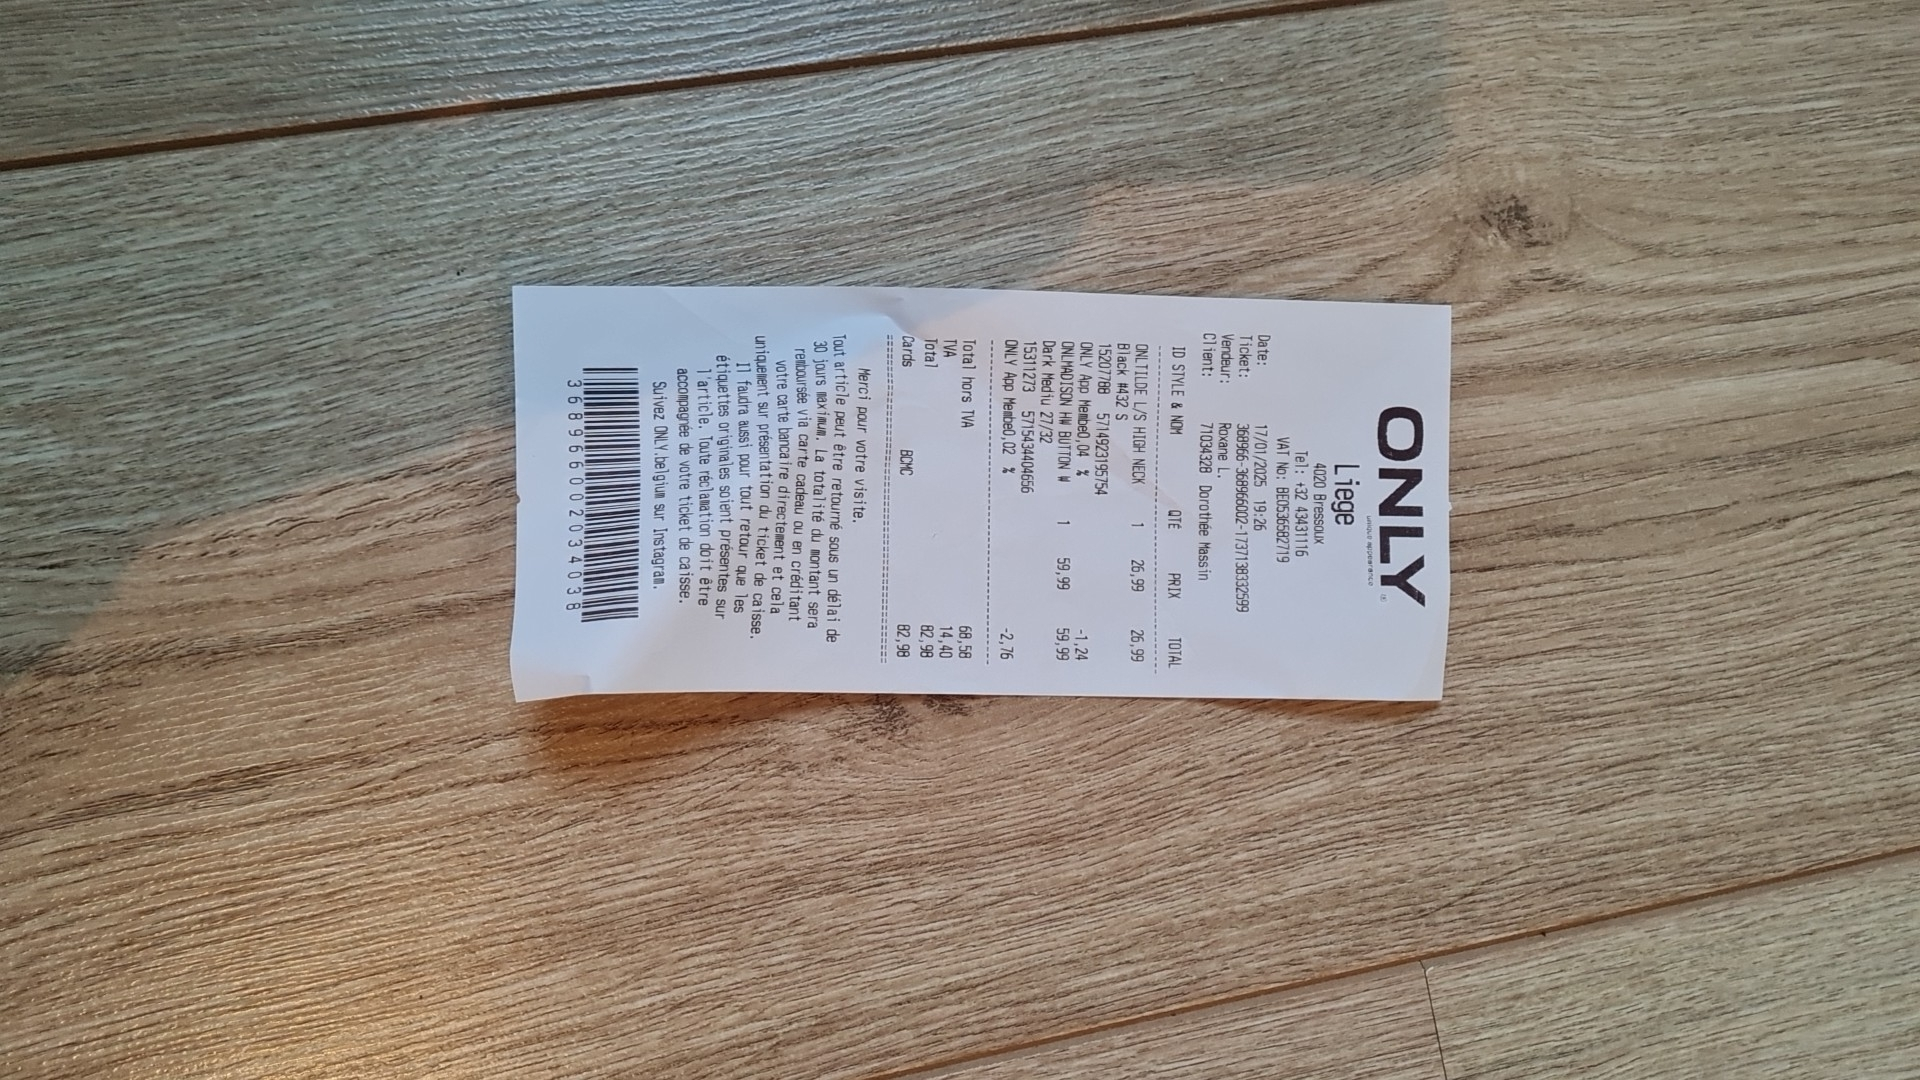 ONLY
unique appearance
Liege
4020 Bressoux
Tel: +32 43431116
VAT No: BE0536582719
Date: 17/01/2025 19:26
Ticket: 368966-368966002-1737138332599
Vendeur: Roxane L.
Client: 71034328 Dorothée Massin
ID STYLE & NOM QTE PRIX TOTAL
ONLTILDE L/S HIGH NECK 1 26,99 26,99
Black #432 S
15207788 5714923195754
ONLY App Membe0,04 % -1,24
ONLMADISON HW BUTTON W 1 59,99 59,99
Dark Mediu 27/32
15311273 5715434404656
ONLY App Membe0,02 % -2,76
Total hors TVA 68,58
TVA 14,40
Total 82,98
Cards BCMC 82,98
Merci pour votre visite.
Tout article peut être retourné sous un délai de
30 jours maximum. La totalité du montant sera
remboursée via carte cadeau ou en créditant
votre carte bancaire directement et cela
uniquement sur présentation du ticket de caisse.
Il faudra aussi pour tout retour que les
étiquettes originales soient présentes sur
l'article. Toute réclamation doit être
accompagnée de votre ticket de caisse.
Suivez ONLY.belgium sur Instagram.
368966002034038